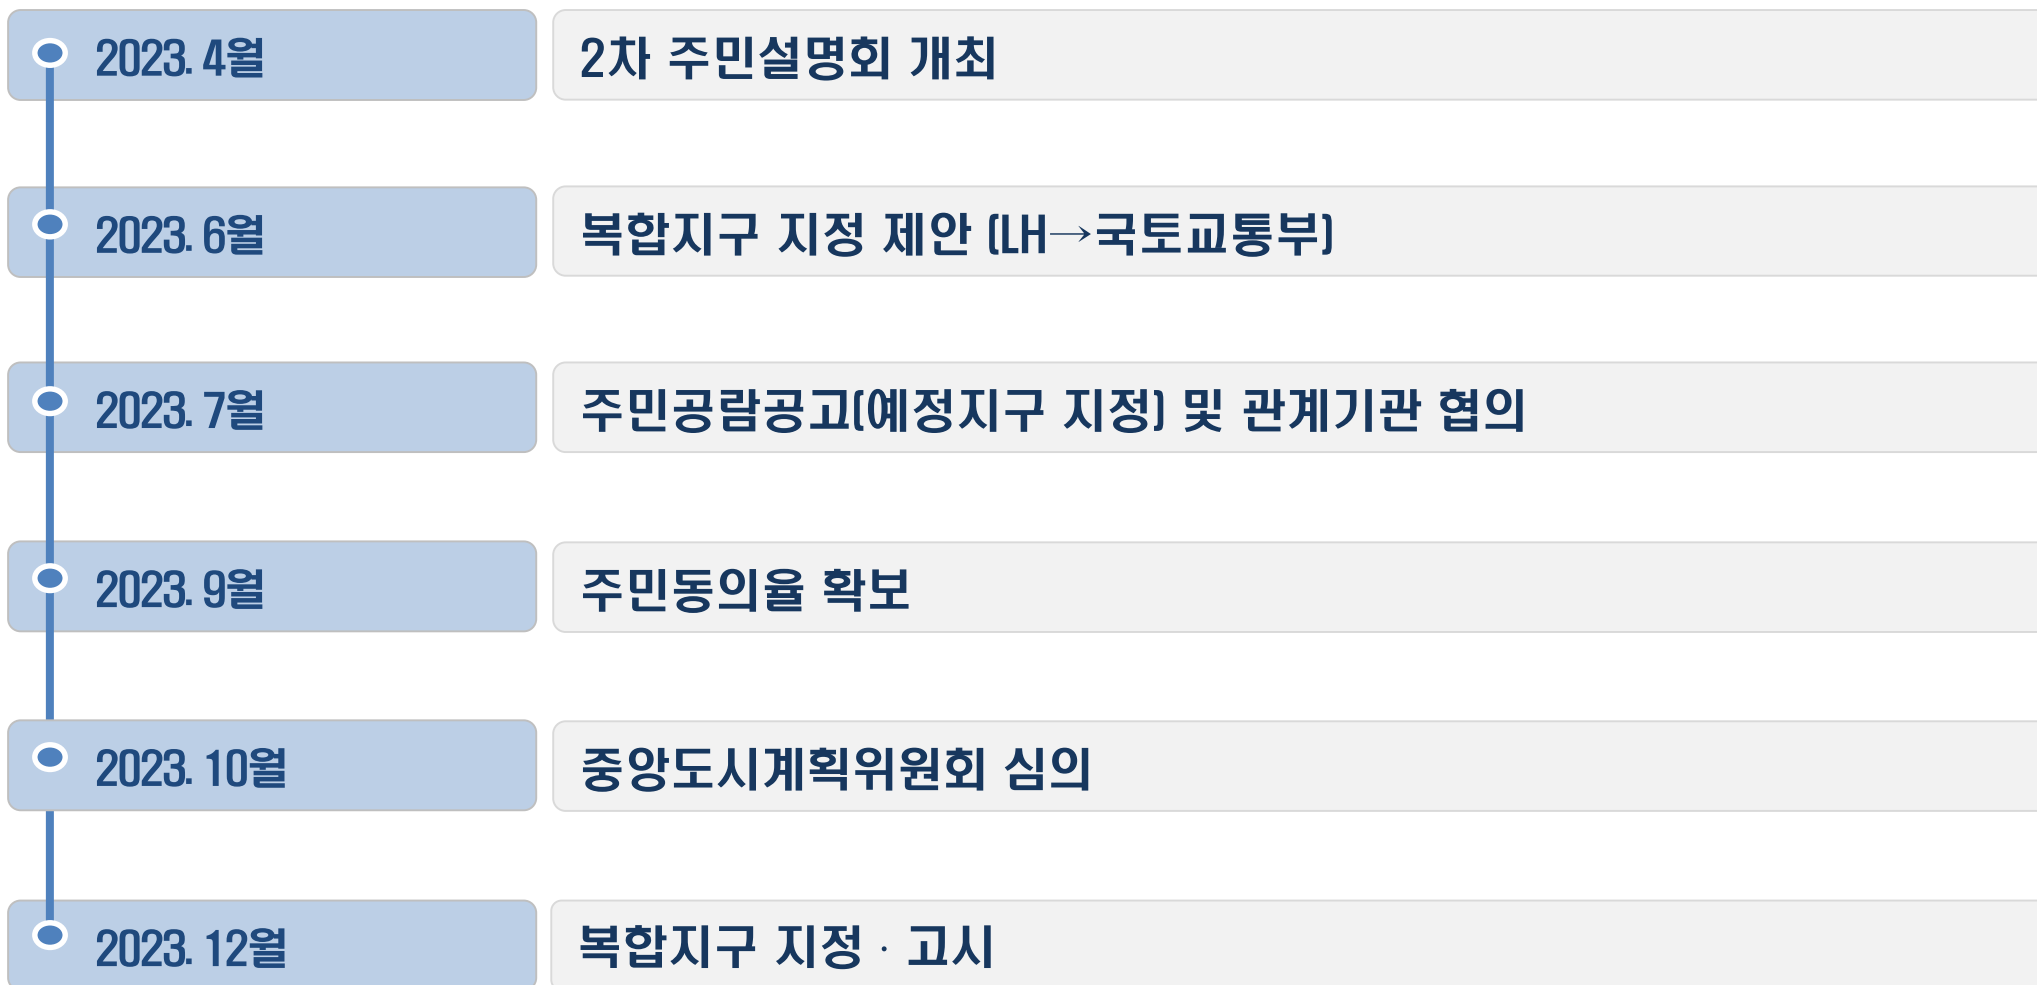 2023. 4월 2차 주민설명회 개최
2023. 6월 복합지구 지정 제안 (LH→국토교통부)
2023. 7월 주민공람공고(예정지구 지정) 및 관계기관 협의
2023. 9월 주민동의율 확보
2023. 10월 중앙도시계획위원회 심의
2023. 12월 복합지구 지정 · 고시